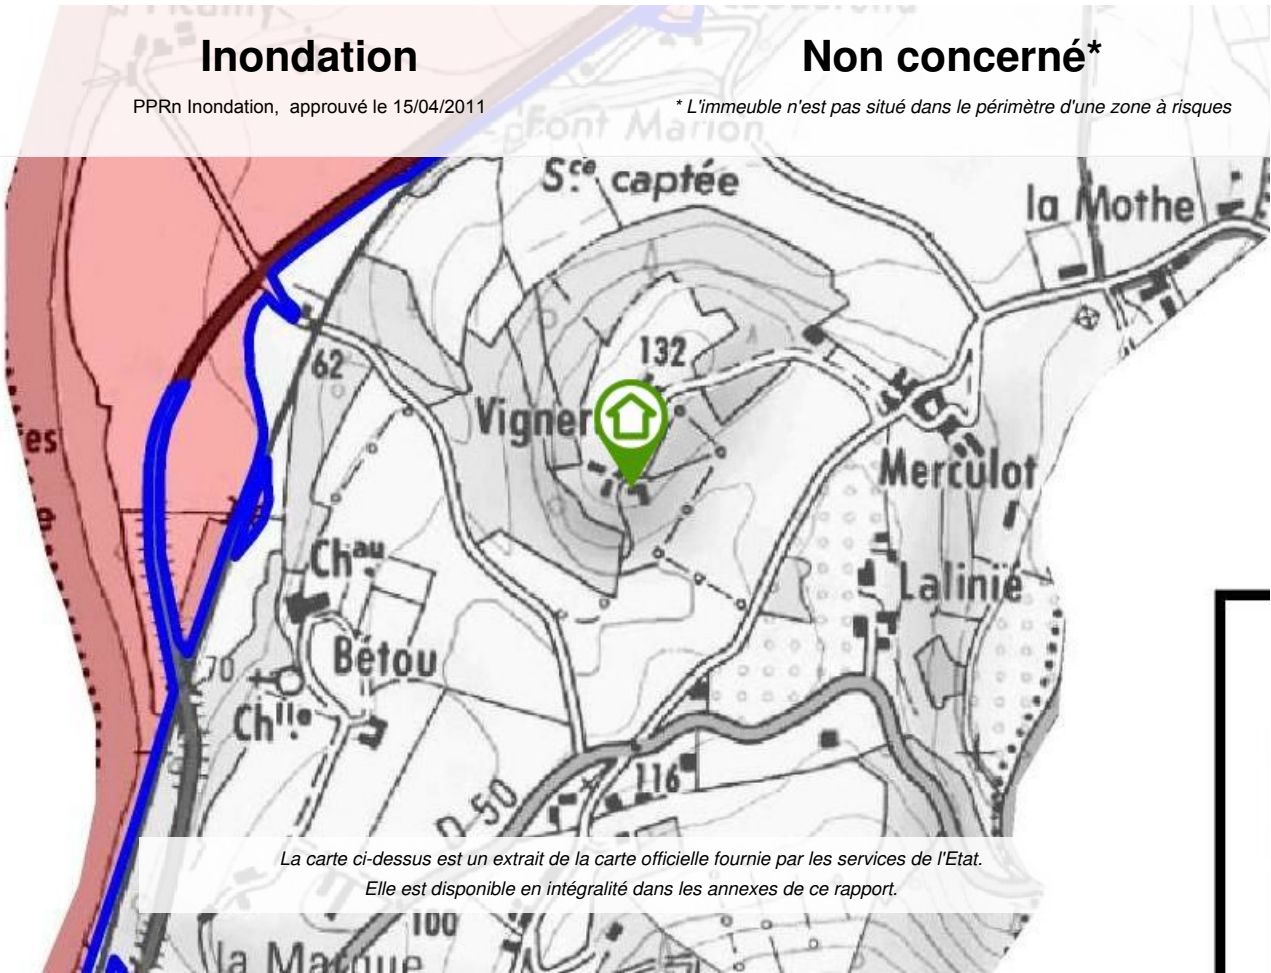 Inondation
Non concerné*
PPRn Inondation, approuvé le 15/04/2011
* L'immeuble n'est pas situé dans le périmètre d'une zone à risques
Font Marion
Sce captée
la Mothe
132
62
Vigner
es
Merculot
Chau
Lalinie
Bétou
70
Chlle
116
D 50
La carte ci-dessus est un extrait de la carte officielle fournie par les services de l'Etat.
Elle est disponible en intégralité dans les annexes de ce rapport.
100
la Macque